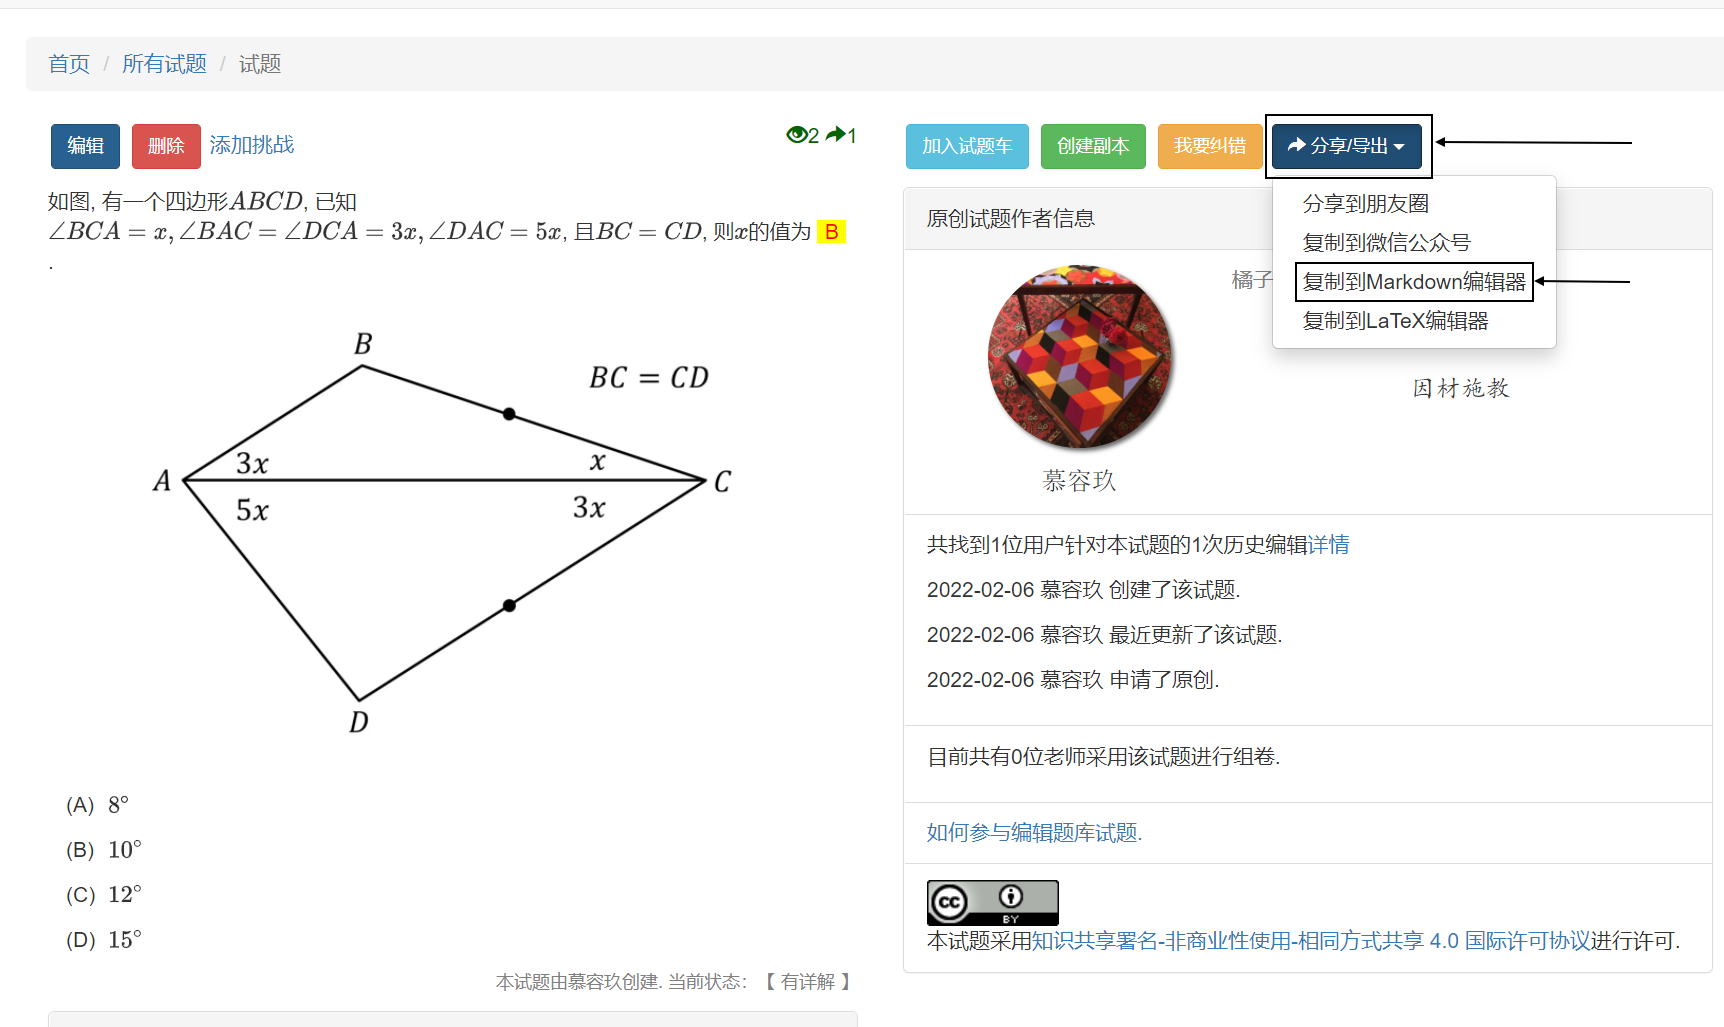 首页 / 所有试题 / 试题
编辑 删除 添加挑战 2 1
如图, 有一个四边形ABCD, 已知
∠BCA = x, ∠BAC = ∠DCA = 3x, ∠DAC = 5x, 且BC = CD, 则x的值为 B
.
B
BC = CD
3x
x
A
C
5x
3x
D
(A) 8°
(B) 10°
(C) 12°
(D) 15°
本试题由慕容玖创建. 当前状态: 【 有详解 】
加入试题车 创建副本 我要纠错 分享/导出
分享到朋友圈
复制到微信公众号
复制到Markdown编辑器
复制到LaTeX编辑器
原创试题作者信息
橘子
因材施教
慕容玖
共找到1位用户针对本试题的1次历史编辑详情
2022-02-06 慕容玖 创建了该试题.
2022-02-06 慕容玖 最近更新了该试题.
2022-02-06 慕容玖 申请了原创.
目前共有0位老师采用该试题进行组卷.
如何参与编辑题库试题.
cc BY
本试题采用知识共享署名-非商业性使用-相同方式共享 4.0 国际许可协议进行许可.